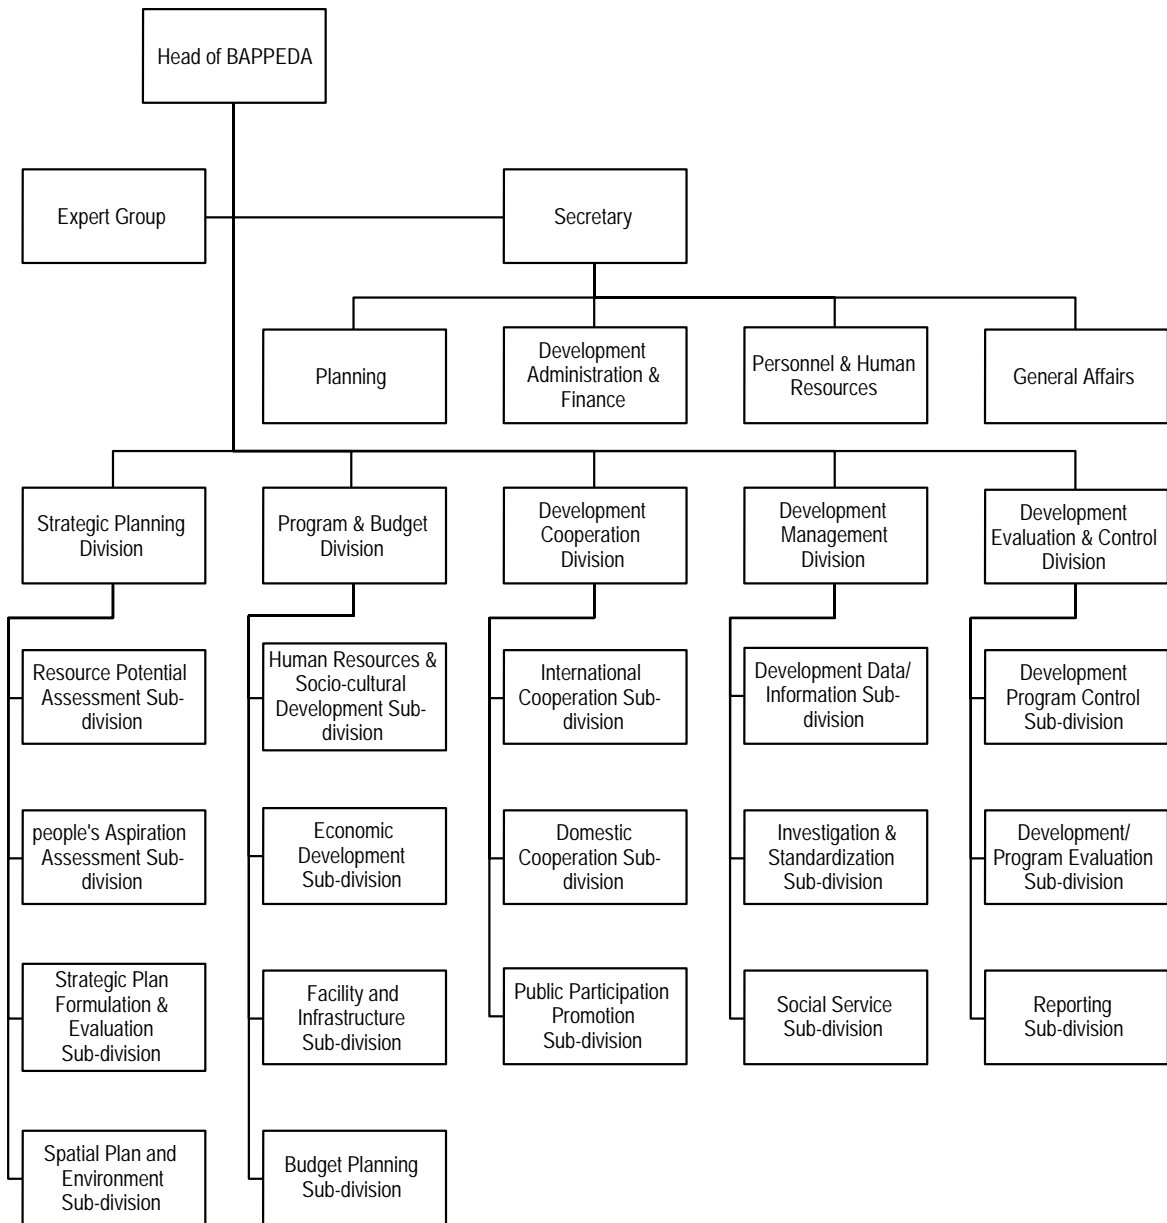 Head of BAPPEDA
Expert Group
Secretary
Planning
Development
Administration &
Finance
Personnel & Human
Resources
General Affairs
Strategic Planning
Division
Program & Budget
Division
Development
Cooperation
Division
Development
Management
Division
Development
Evaluation & Control
Division
Resource Potential
Assessment Sub-
division
Human Resources &
Socio-cultural
Development Sub-
division
International
Cooperation Sub-
division
Development Data/
Information Sub-
division
Development
Program Control
Sub-division
people's Aspiration
Assessment Sub-
division
Economic
Development
Sub-division
Domestic
Cooperation Sub-
division
Investigation &
Standardization
Sub-division
Development/
Program Evaluation
Sub-division
Strategic Plan
Formulation &
Evaluation
Sub-division
Facility and
Infrastructure
Sub-division
Public Participation
Promotion
Sub-division
Social Service
Sub-division
Reporting
Sub-division
Spatial Plan and
Environment
Sub-division
Budget Planning
Sub-division